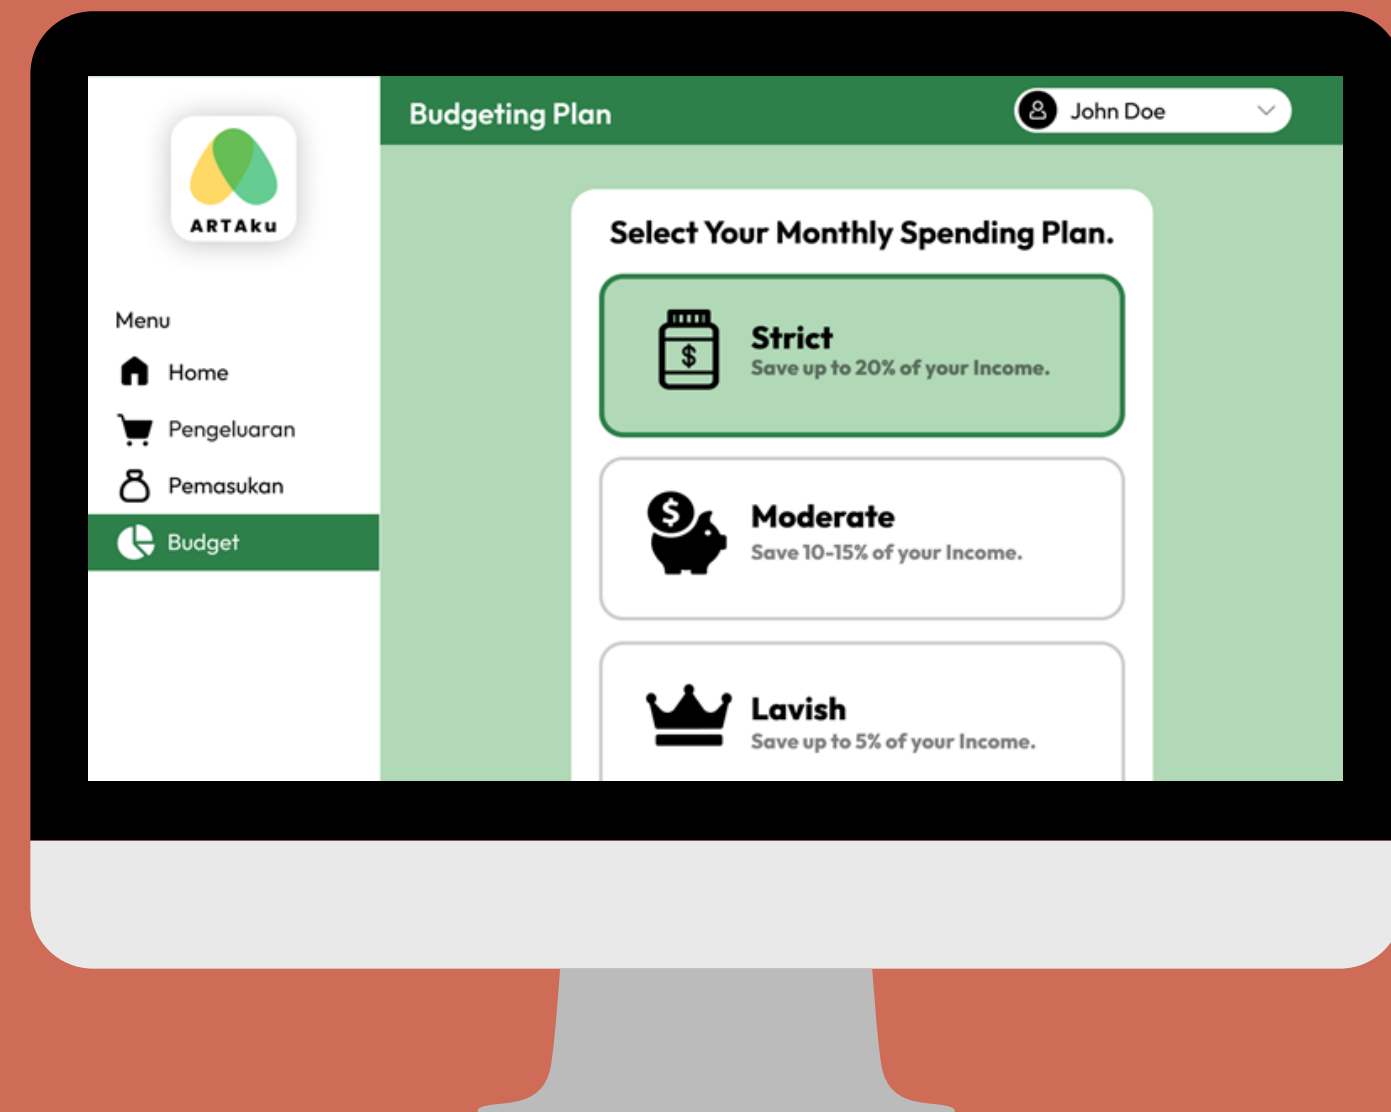 ARTAku
Menu
Home
Pengeluaran
Pemasukan
Budget
Budgeting Plan
John Doe
Select Your Monthly Spending Plan.
$
Strict
Save up to 20% of your Income.
$
Moderate
Save 10-15% of your Income.
Lavish
Save up to 5% of your Income.